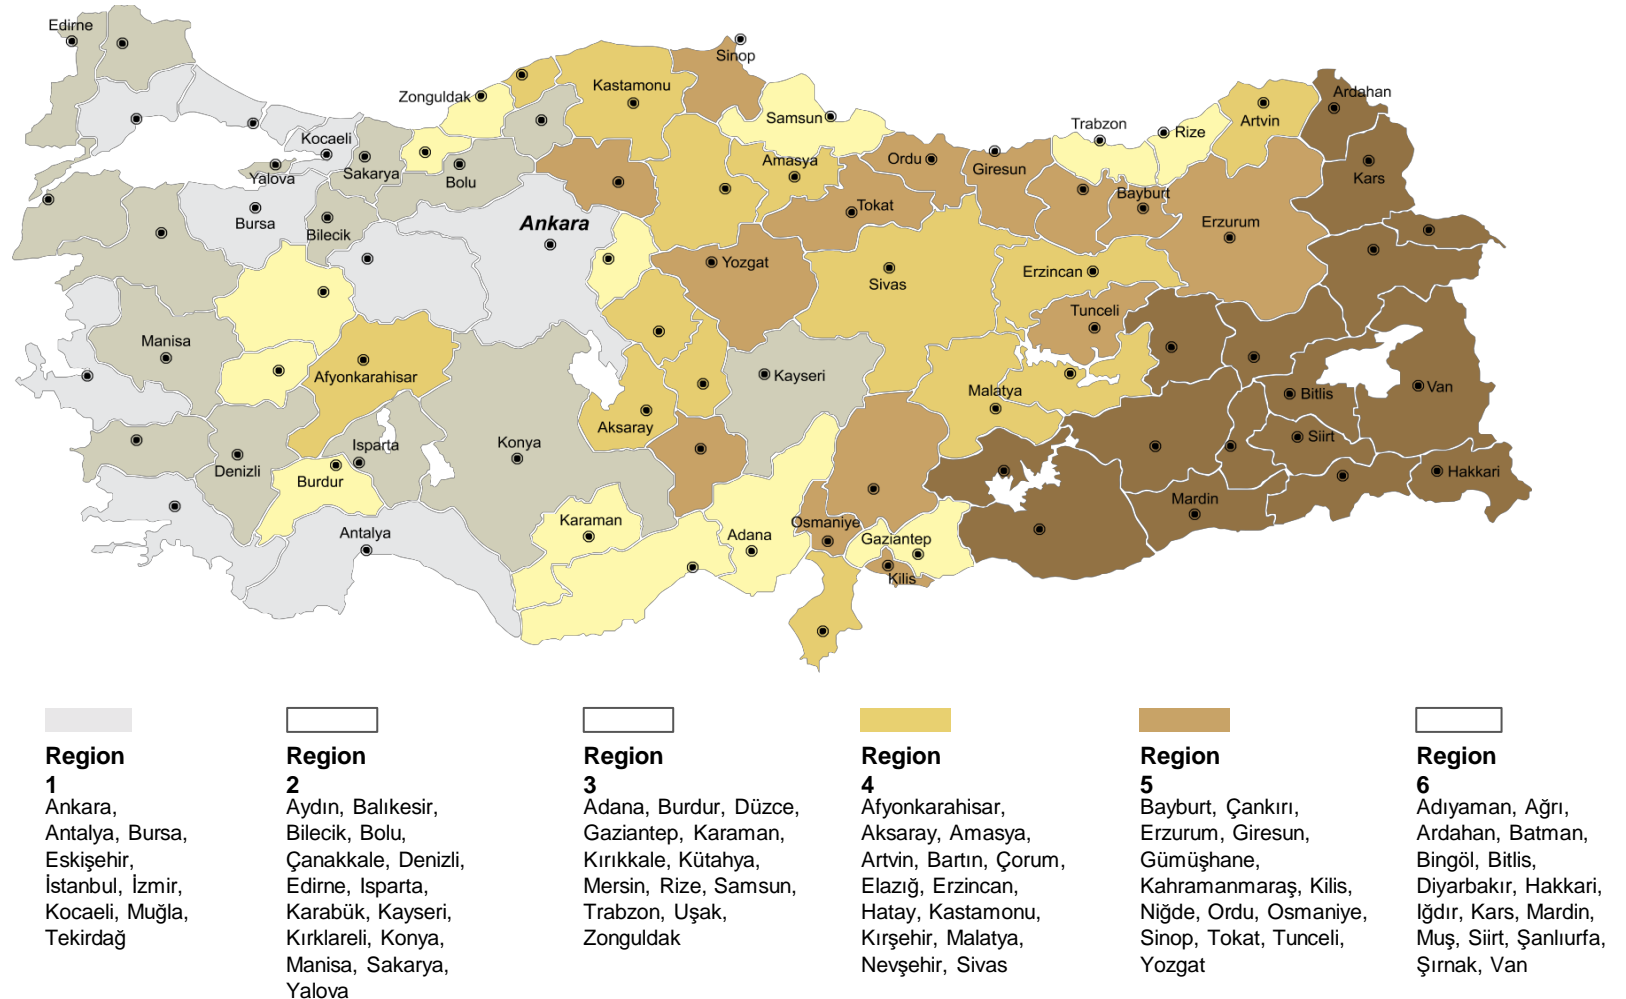 Edirne
Sinop
Kastamonu
Zonguldak
Ardahan
Samsun
Trabzon
Rize
Artvin
Kocaeli
Amasya
Ordu
Giresun
Yalova
Sakarya
Bolu
Kars
Bayburt
Tokat
Bursa
Bilecik
Ankara
Erzurum
Yozgat
Erzincan
Sivas
Tunceli
Manisa
Afyonkarahisar
Kayseri
Malatya
Bitlis
Van
Aksaray
Isparta
Konya
Siirt
Denizli
Burdur
Hakkari
Mardin
Karaman
Osmaniye
Antalya
Adana
Gaziantep
Kilis
Region
1
Ankara,
Antalya, Bursa,
Eskişehir,
İstanbul, İzmir,
Kocaeli, Muğla,
Tekirdağ
Region
2
Aydın, Balıkesir,
Bilecik, Bolu,
Çanakkale, Denizli,
Edirne, Isparta,
Karabük, Kayseri,
Kırklareli, Konya,
Manisa, Sakarya,
Yalova
Region
3
Adana, Burdur, Düzce,
Gaziantep, Karaman,
Kırıkkale, Kütahya,
Mersin, Rize, Samsun,
Trabzon, Uşak,
Zonguldak
Region
4
Afyonkarahisar,
Aksaray, Amasya,
Artvin, Bartın, Çorum,
Elazığ, Erzincan,
Hatay, Kastamonu,
Kırşehir, Malatya,
Nevşehir, Sivas
Region
5
Bayburt, Çankırı,
Erzurum, Giresun,
Gümüşhane,
Kahramanmaraş, Kilis,
Niğde, Ordu, Osmaniye,
Sinop, Tokat, Tunceli,
Yozgat
Region
6
Adıyaman, Ağrı,
Ardahan, Batman,
Bingöl, Bitlis,
Diyarbakır, Hakkari,
Iğdır, Kars, Mardin,
Muş, Siirt, Şanlıurfa,
Şırnak, Van